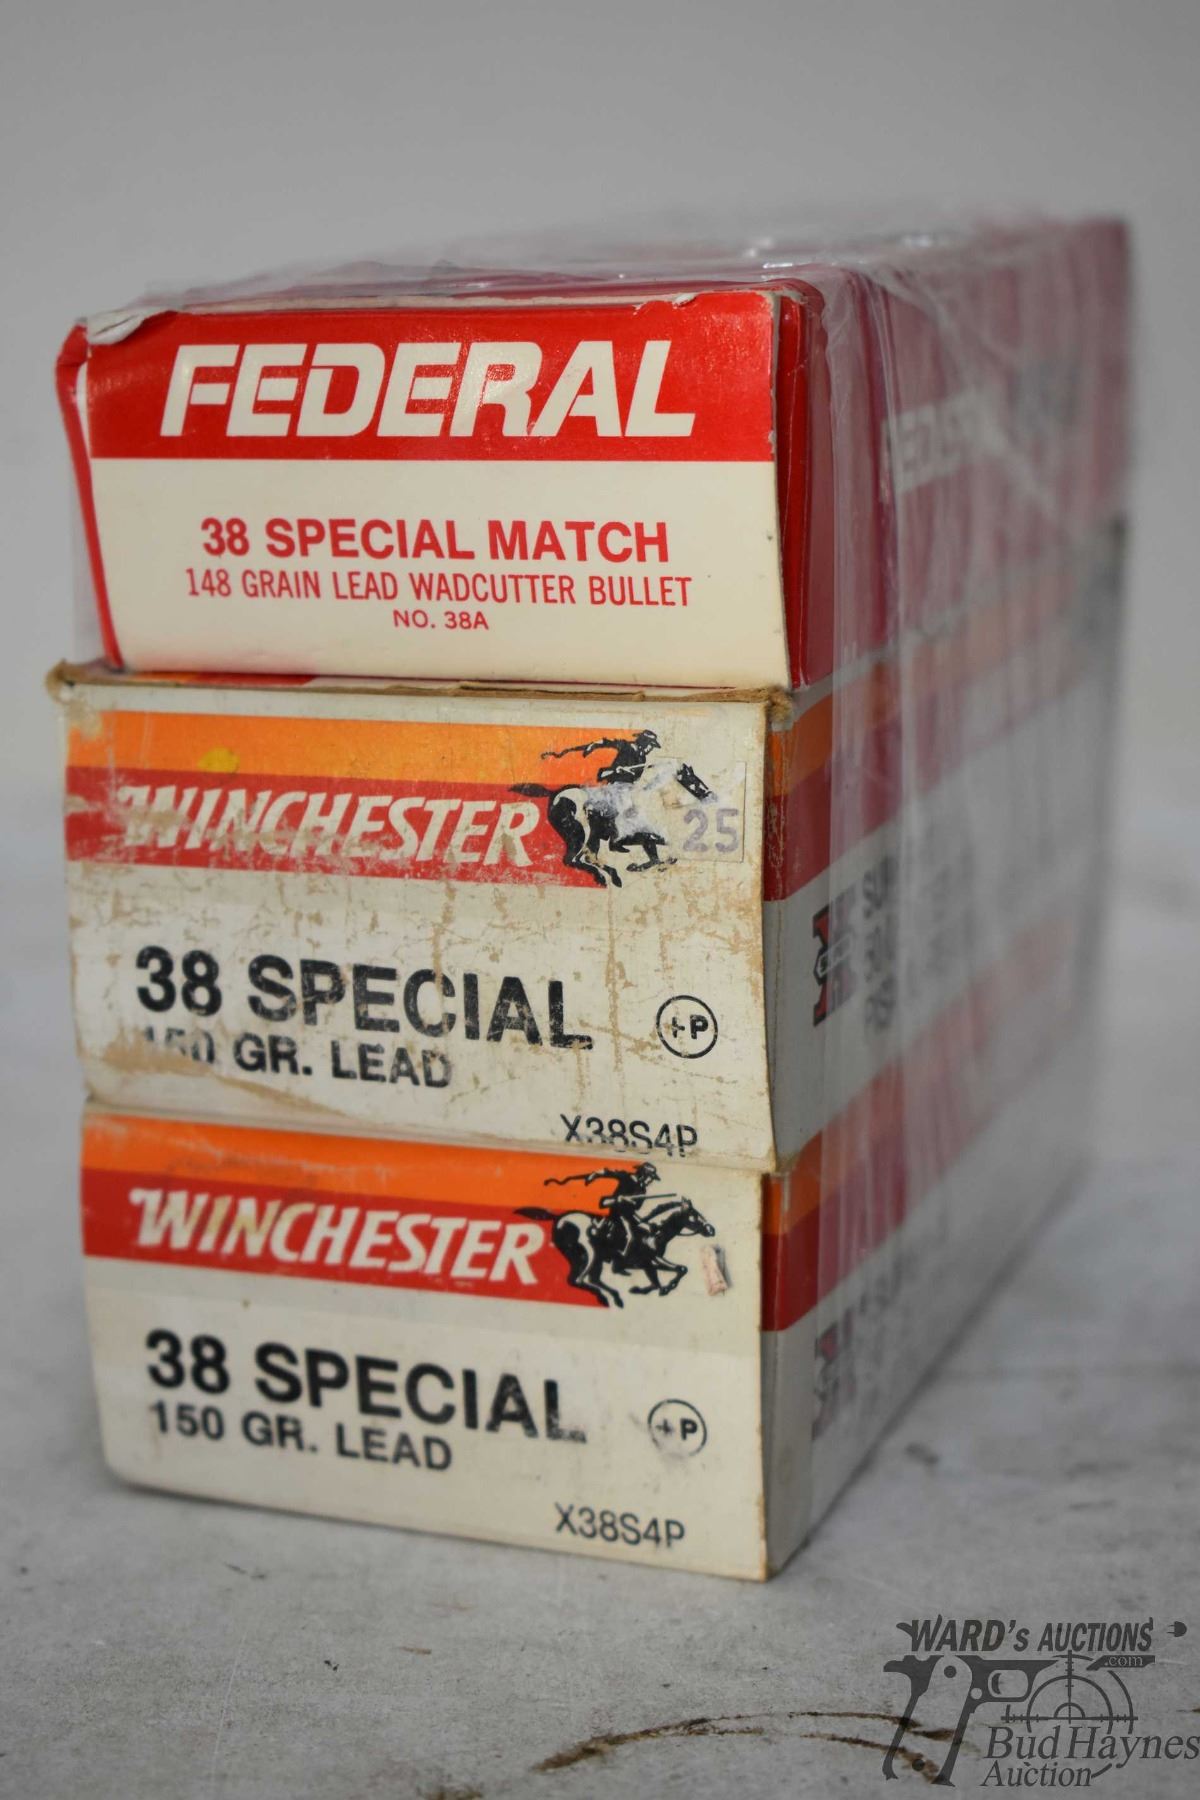 FEDERAL
38 SPECIAL MATCH
148 GRAIN LEAD WADCUTTER BULLET
NO. 38A
WINCHESTER
25
38 SPECIAL +P
150 GR. LEAD
X38S4P
WINCHESTER
38 SPECIAL
150 GR. LEAD +P
X38S4P
WARD's AUCTIONS
.com
Bud Haynes
Auction